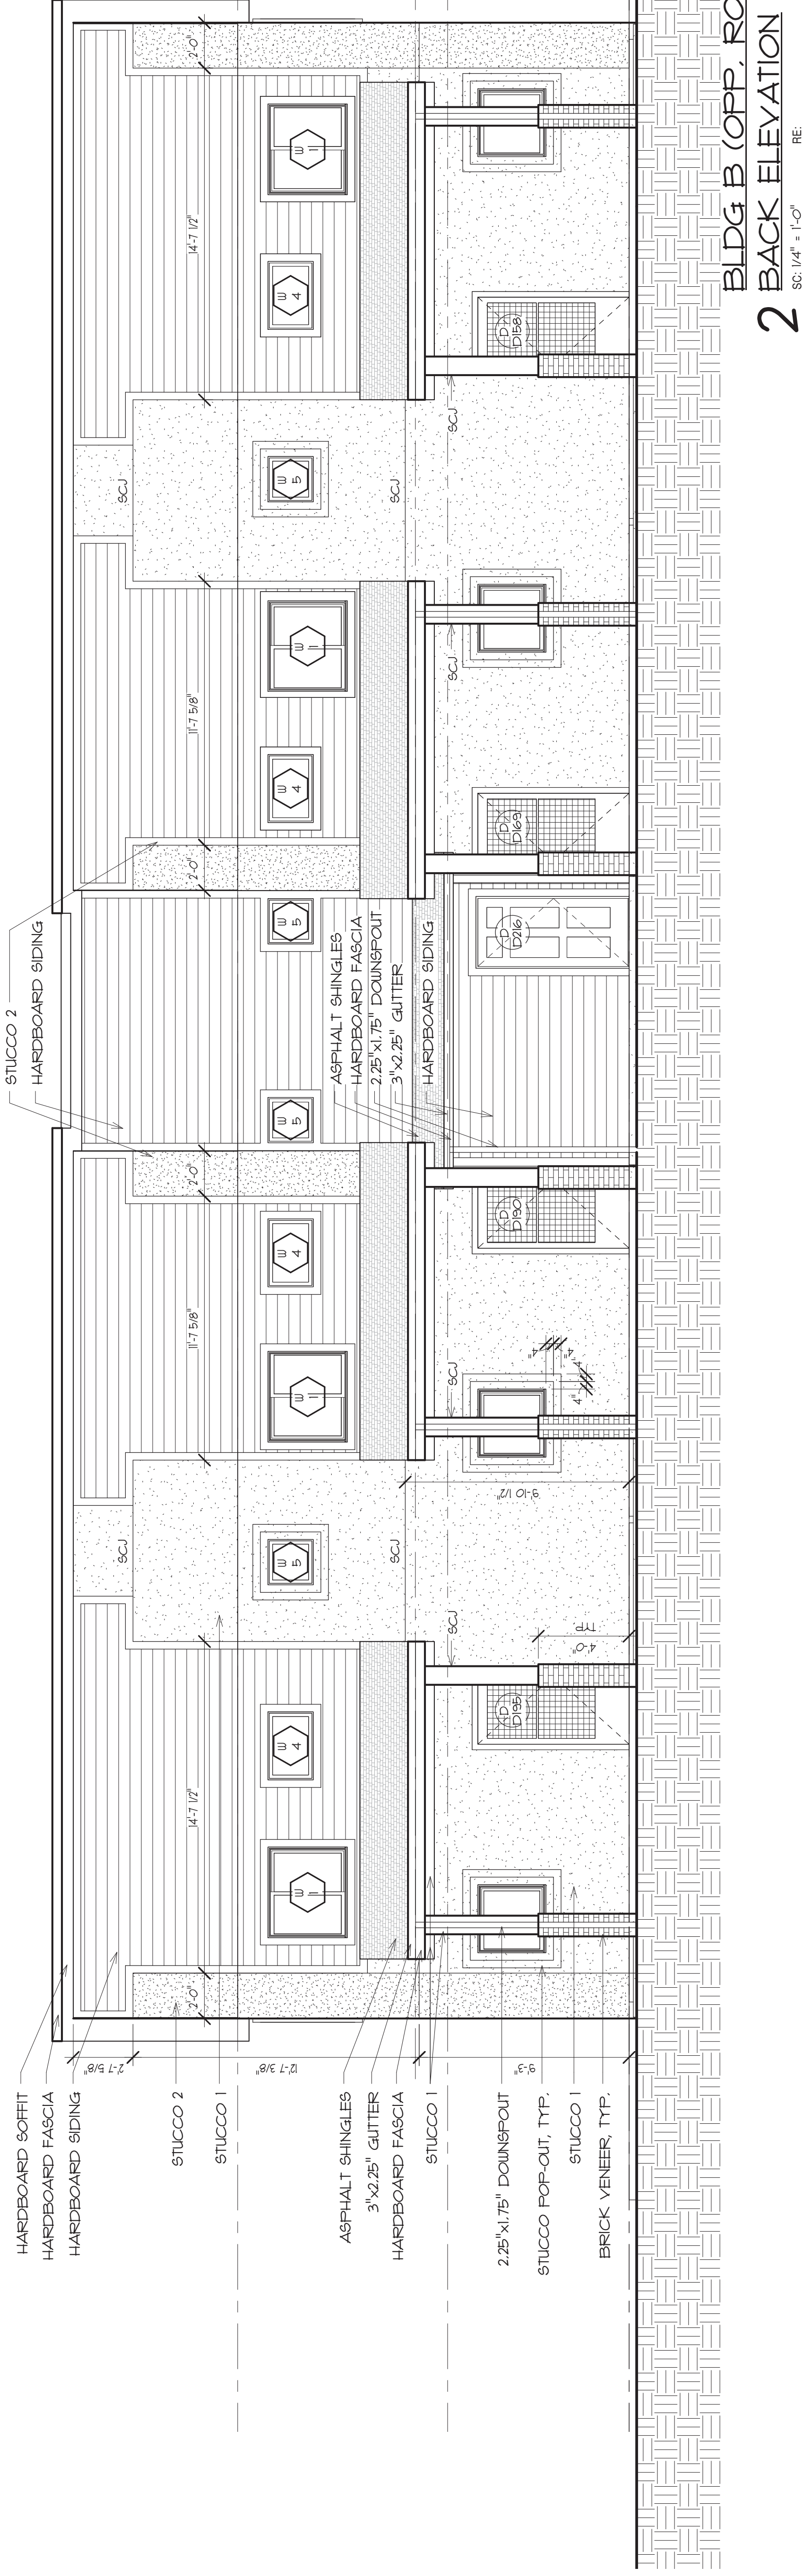 HARDBOARD SOFFIT
HARDBOARD FASCIA
HARDBOARD SIDING
STUCCO 2
STUCCO 1
ASPHALT SHINGLES
3"x2.25" GUTTER
HARDBOARD FASCIA
STUCCO 1
2.25"x1.75" DOWNSPOUT
STUCCO POP-OUT, TYP.
STUCCO 1
BRICK VENEER, TYP.
2'-7 5/8"
12'-7 3/8"
9'-3"
STUCCO 2
HARDBOARD SIDING
2'-0"
14'-7 1/2"
11'-7 5/8"
2'-0"
2'-0"
11'-7 5/8"
14'-7 1/2"
2'-0"
W 1
W 4
W 5
W 1
W 4
W 5
W 5
W 4
W 1
W 5
W 4
W 1
SCJ
SCJ
SCJ
SCJ
ASPHALT SHINGLES
HARDBOARD FASCIA
2.25"x1.75" DOWNSPOUT
3"x2.25" GUTTER
HARDBOARD SIDING
SCJ
SCJ
SCJ
SCJ
9'-10 1/2"
4'-0"
TYP
4"
4"
4"
4"
D
D195
D
D190
D
D216
D
D169
D
D158
BLDG B (OPP. RO
2
BACK ELEVATION
SC: 1/4" = 1'-0"
RE: